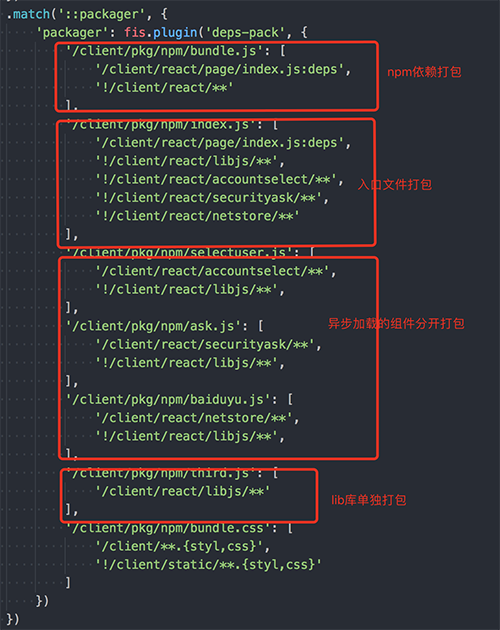 .match('::packager', {
'packager': fis.plugin('deps-pack', {
'/client/pkg/npm/bundle.js': [
'/client/react/page/index.js:deps',
'!/client/react/**'
],
npm依赖打包
'/client/pkg/npm/index.js': [
'/client/react/page/index.js:deps',
'!/client/react/libjs/**',
'!/client/react/accountselect/**',
'!/client/react/securityask/**',
'!/client/react/netstore/**'
],
入口文件打包
'/client/pkg/npm/selectuser.js': [
'/client/react/accountselect/**',
'!/client/react/libjs/**',
],
'/client/pkg/npm/ask.js': [
'/client/react/securityask/**',
'!/client/react/libjs/**',
],
'/client/pkg/npm/baiduyu.js': [
'/client/react/netstore/**',
'!/client/react/libjs/**',
],
异步加载的组件分开打包
'/client/pkg/npm/third.js': [
'/client/react/libjs/**'
],
lib库单独打包
'/client/pkg/npm/bundle.css': [
'/client/**.{styl,css}',
'!/client/static/**.{styl,css}'
]
})
})